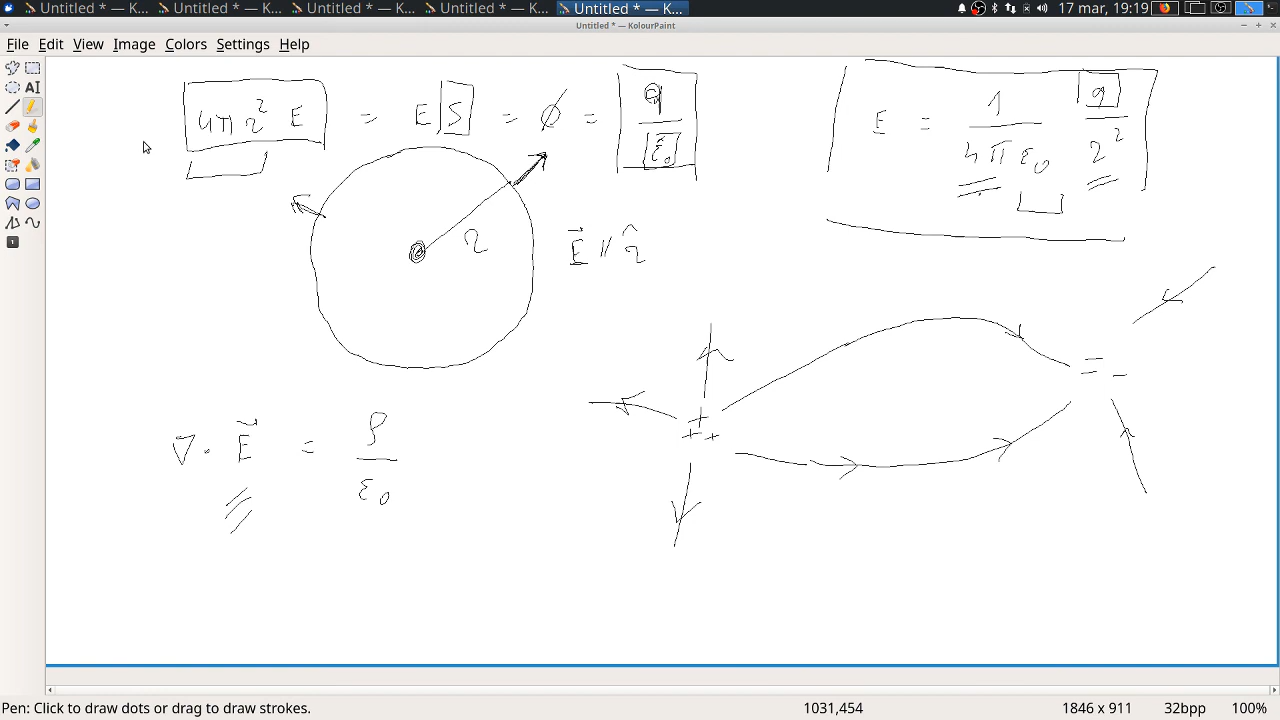 Untitled * — K...
Untitled * — K...
Untitled * — K...
Untitled * — K...
Untitled * — K...
17 mar, 19:19
Untitled * — KolourPaint
File Edit View Image Colors Settings Help
4π r² E = E S = ϕ = q / ε₀
E = 1 / 4 π ε₀ q / r²
r
E⃗ // r̂
∇ · E⃗ = ρ / ε₀
+ + +
= -
Pen: Click to draw dots or drag to draw strokes.
1031,454
1846 x 911
32bpp
100%